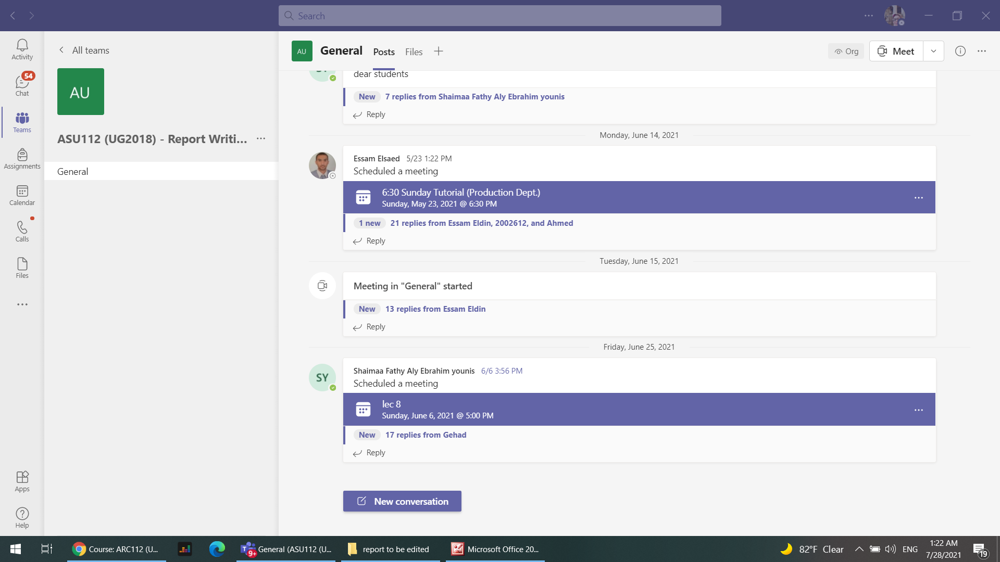 Search
Activity
54
Chat
Teams
Assignments
Calendar
Calls
Files
Apps
Help
All teams
AU
ASU112 (UG2018) - Report Writi...
General
AU
General
Posts
Files
Org
Meet
dear students
New
7 replies from Shaimaa Fathy Aly Ebrahim younis
Reply
Monday, June 14, 2021
Essam Elsaed 5/23 1:22 PM
Scheduled a meeting
6:30 Sunday Tutorial (Production Dept.)
Sunday, May 23, 2021 @ 6:30 PM
1 new
21 replies from Essam Eldin, 2002612, and Ahmed
Reply
Tuesday, June 15, 2021
Meeting in "General" started
New
13 replies from Essam Eldin
Reply
Friday, June 25, 2021
SY
Shaimaa Fathy Aly Ebrahim younis 6/6 3:56 PM
Scheduled a meeting
lec 8
Sunday, June 6, 2021 @ 5:00 PM
New
17 replies from Gehad
Reply
New conversation
Course: ARC112 (U...
9+
General (ASU112 (U...
report to be edited
Microsoft Office 20...
82°F Clear
ENG
1:22 AM
7/28/2021
19